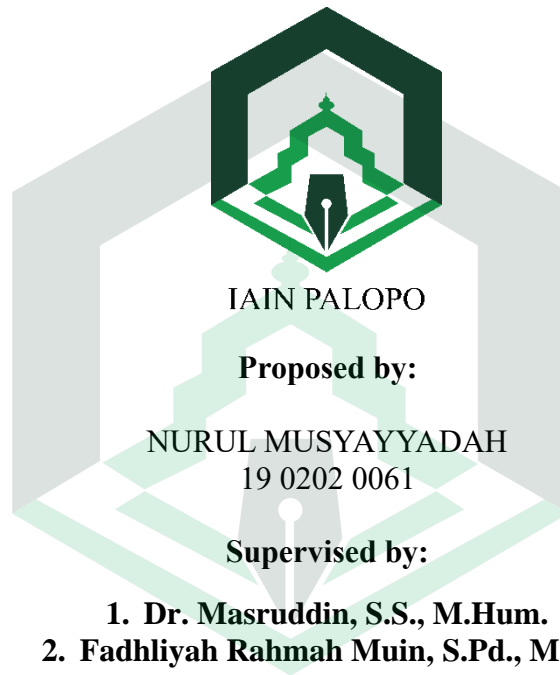 IAIN PALOPO
Proposed by:
NURUL MUSYAYYADAH
19 0202 0061
Supervised by:
1. Dr. Masruddin, S.S., M.Hum.
2. Fadhliyah Rahmah Muin, S.Pd., M